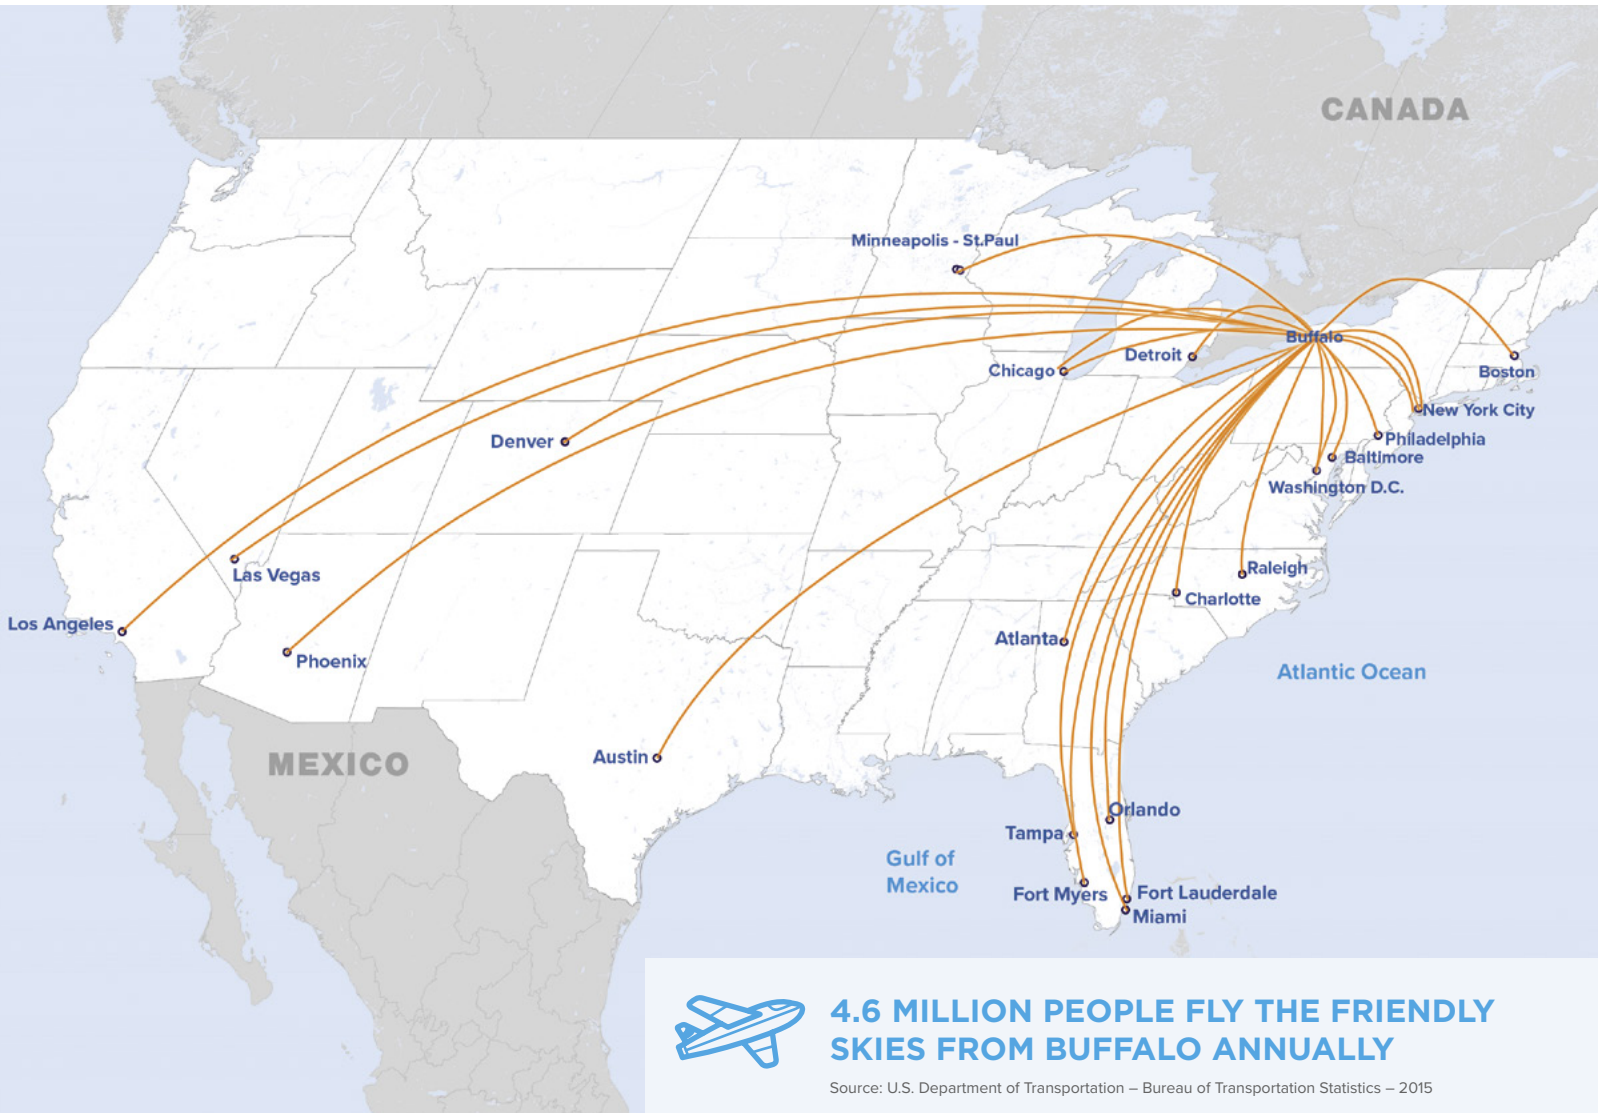 CANADA
Minneapolis - St.Paul
Buffalo
Detroit
Chicago
Boston
New York City
Denver
Philadelphia
Baltimore
Washington D.C.
Las Vegas
Raleigh
Charlotte
Los Angeles
Atlanta
Phoenix
Atlantic Ocean
Austin
MEXICO
Orlando
Tampa
Gulf of
Mexico
Fort Myers
Fort Lauderdale
Miami
4.6 MILLION PEOPLE FLY THE FRIENDLY
SKIES FROM BUFFALO ANNUALLY
Source: U.S. Department of Transportation – Bureau of Transportation Statistics – 2015